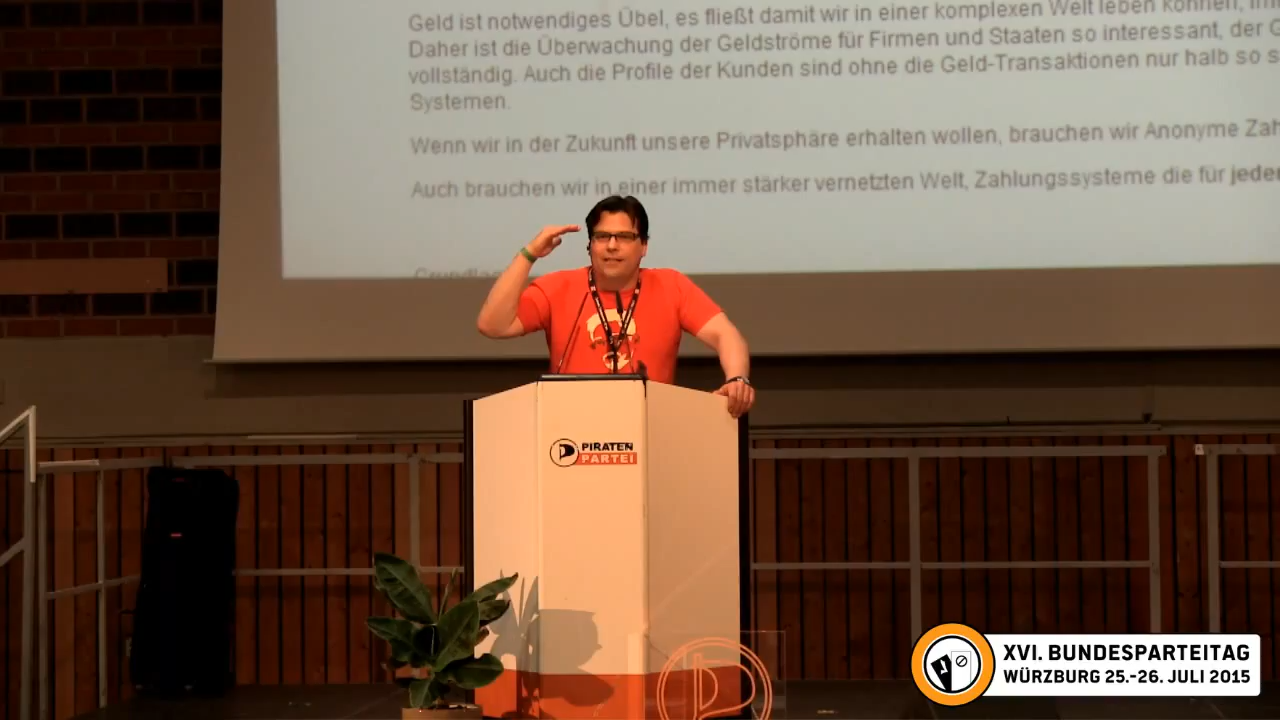 Geld ist notwendiges Übel, es fließt damit wir in einer komplexen Welt leben können,
Daher ist die Überwachung der Geldströme für Firmen und Staaten so interessant, der
vollständig. Auch die Profile der Kunden sind ohne die Geld-Transaktionen nur halb so
Systemen.
Wenn wir in der Zukunft unsere Privatsphäre erhalten wollen, brauchen wir Anonyme
Auch brauchen wir in einer immer stärker vernetzten Welt, Zahlungssysteme die für jeden
PIRATEN
PARTEI
XVI. BUNDESPARTEITAG
WÜRZBURG 25.-26. JULI 2015